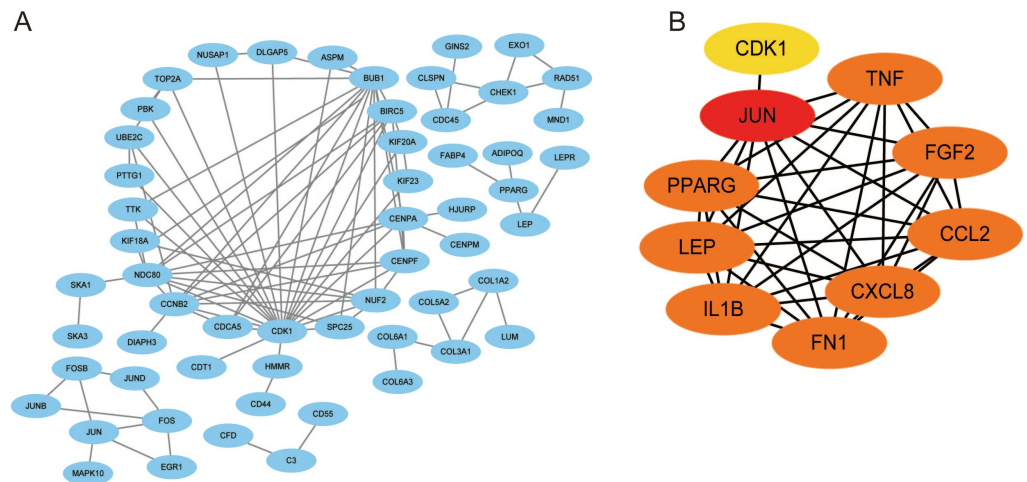 A
NUSAP1
DLGAP5
ASPM
TOP2A
BUB1
PBK
BIRC5
UBE2C
KIF20A
PTTG1
KIF23
TTK
CENPA
HJURP
CENPM
KIF18A
NDC80
CENPF
SKA1
CCNB2
NUF2
SKA3
DIAPH3
CDCA5
CDK1
SPC25
CDT1
HMMR
CD44
GINS2
EXO1
CLSPN
CHEK1
RAD51
CDC45
MND1
FABP4
ADIPOQ
LEPR
PPARG
LEP
COL1A2
COL5A2
COL6A1
COL3A1
LUM
COL6A3
FOSB
JUND
JUNB
FOS
JUN
MAPK10
EGR1
CFD
CD55
C3
B
CDK1
TNF
JUN
FGF2
PPARG
CCL2
LEP
CXCL8
IL1B
FN1